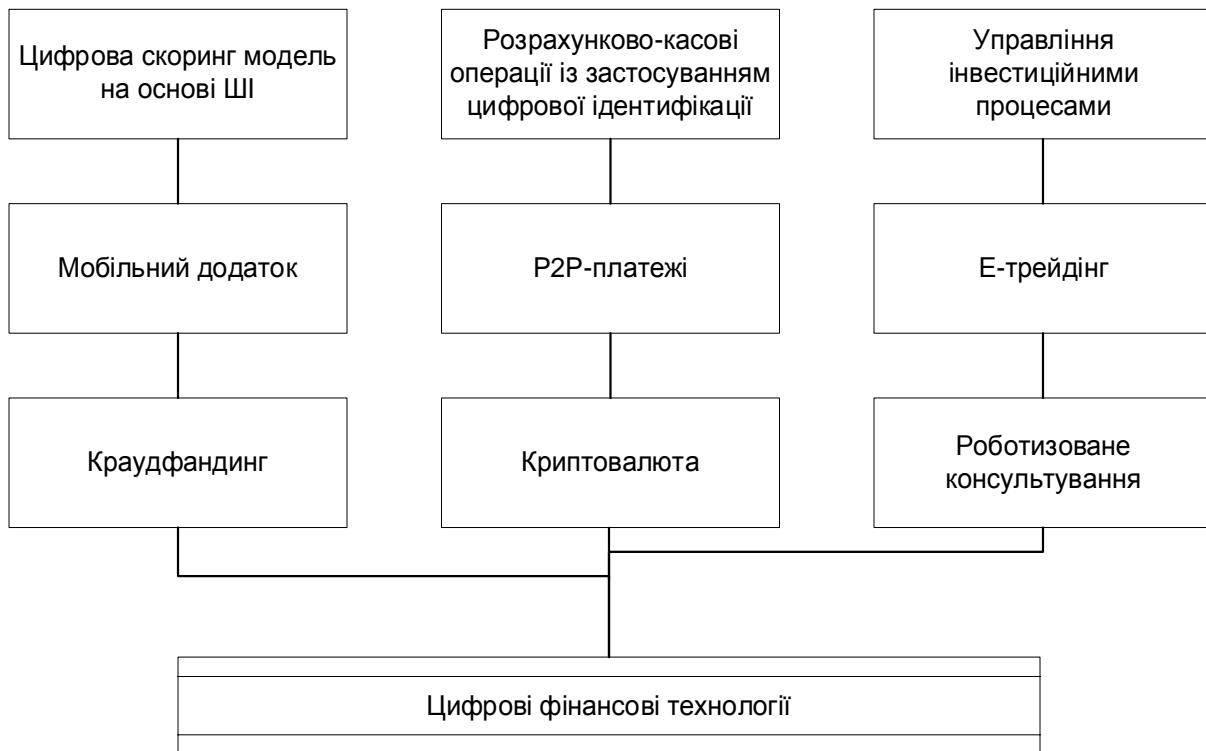 Цифрова скоринг модель
на основі ШІ
Розрахунково-касові
операції із застосуванням
цифрової ідентифікації
Управління
інвестиційними
процесами
Мобільний додаток
P2P-платежі
Е-трейдінг
Краудфандинг
Криптовалюта
Роботизоване
консультування
Цифрові фінансові технології